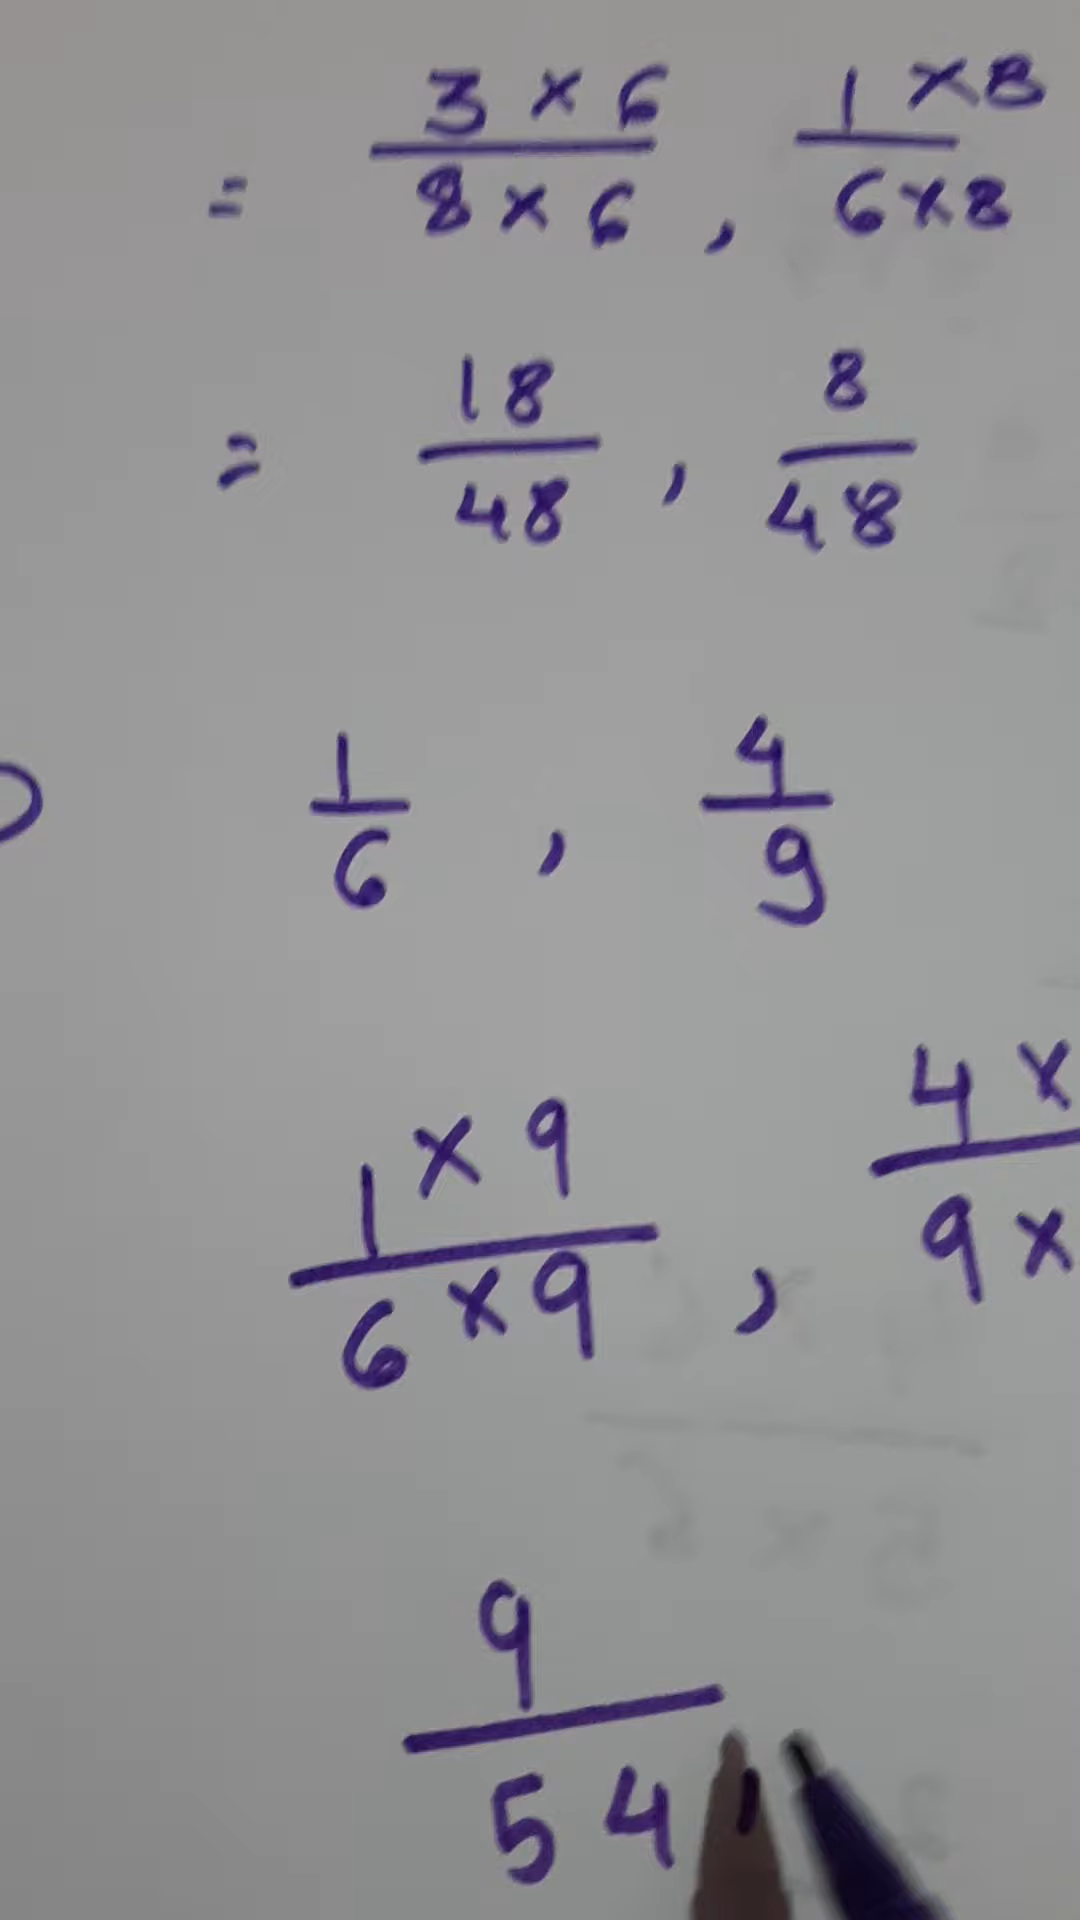 = 3 × 6 / 8 × 6 , 1 × 8 / 6 × 8
= 18 / 48 , 8 / 48
1 / 6 , 4 / 9
1 × 9 / 6 × 9 , 4 × / 9 ×
9 / 54 ,